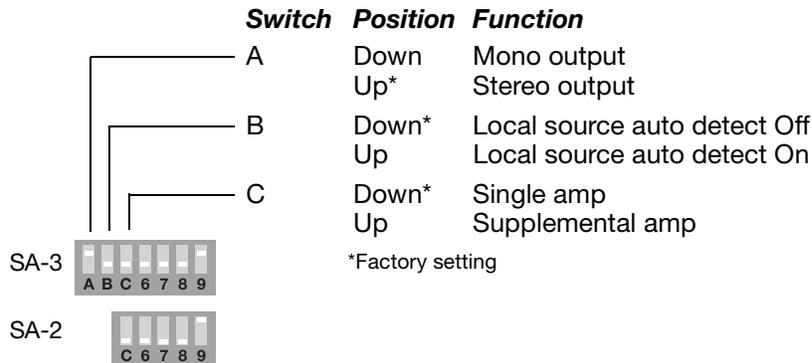 Switch Position Function
A Down Mono output
Up* Stereo output
B Down* Local source auto detect Off
Up Local source auto detect On
C Down* Single amp
Up Supplemental amp
*Factory setting
SA-3
A B C 6 7 8 9
SA-2
C 6 7 8 9